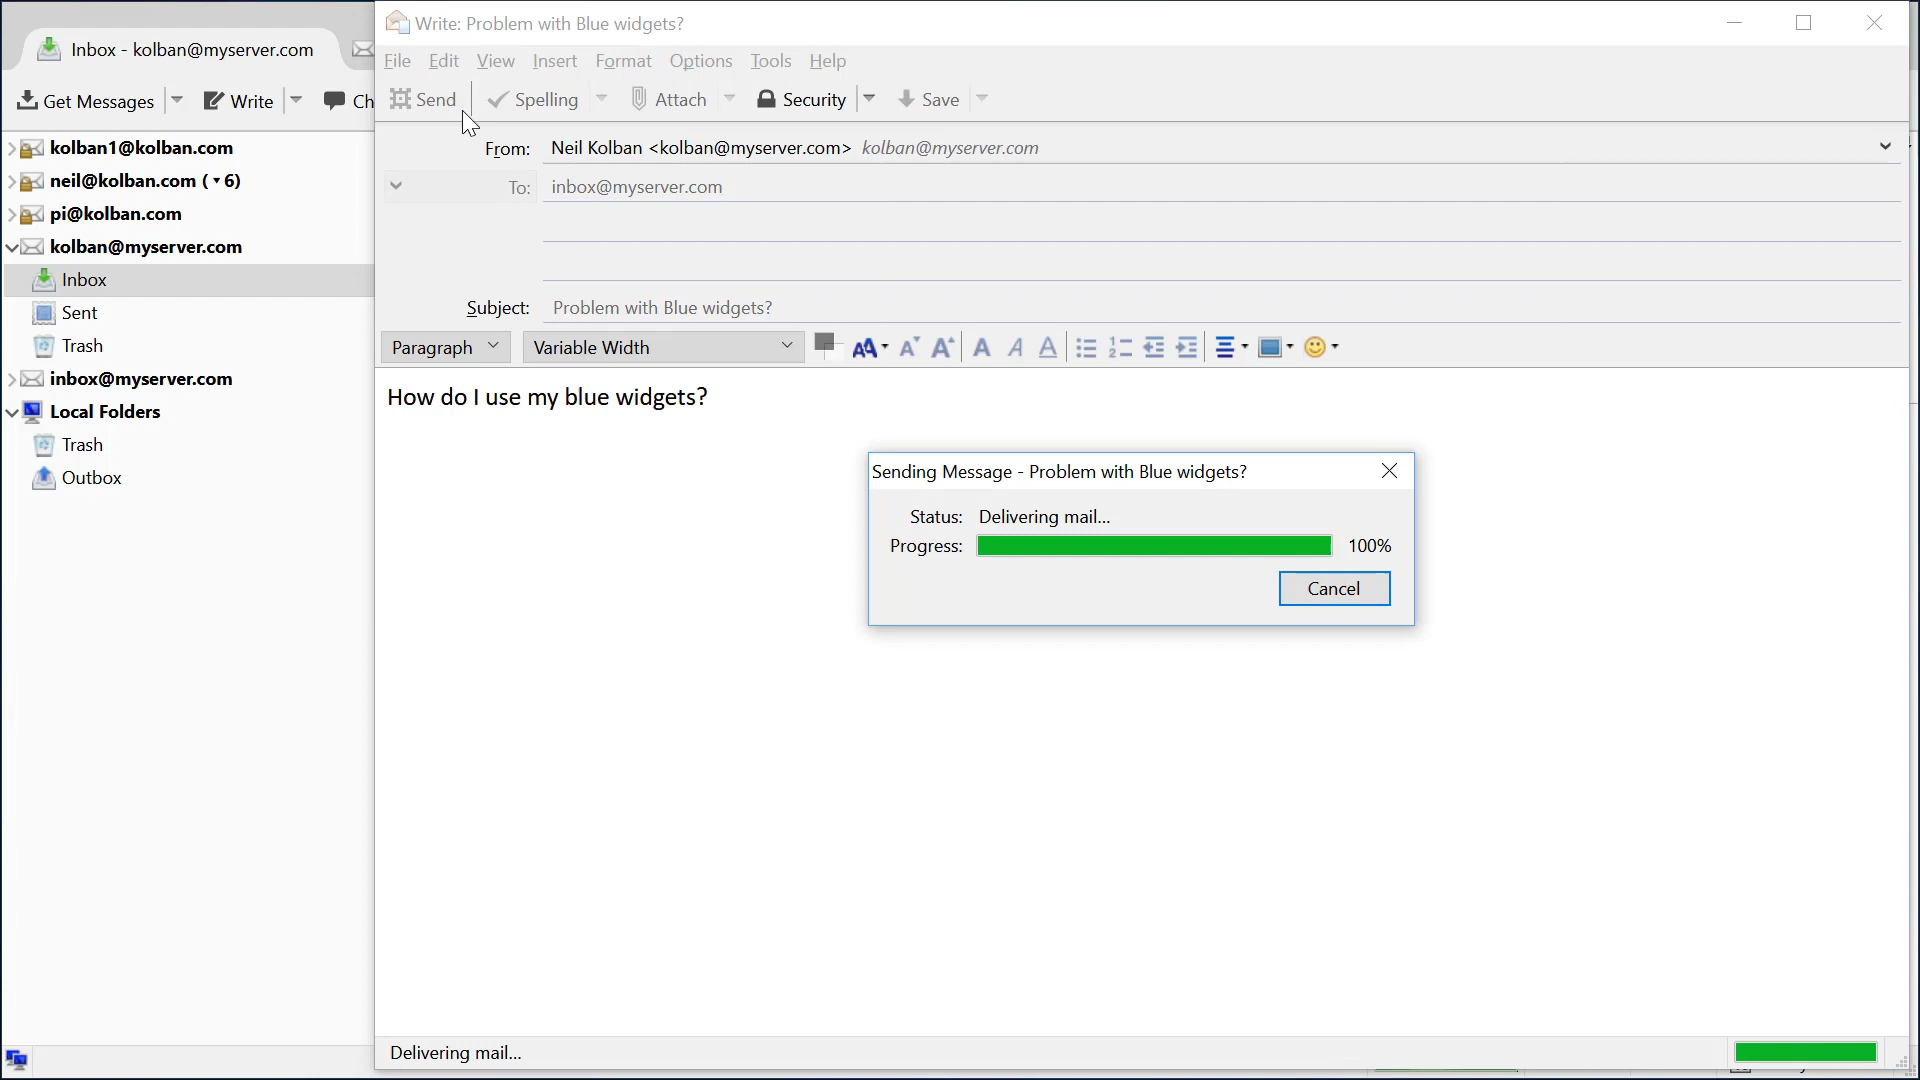 Inbox - kolban@myserver.com
Get Messages
Write
Ch
kolban1@kolban.com
neil@kolban.com (▾6)
pi@kolban.com
kolban@myserver.com
Inbox
Sent
Trash
inbox@myserver.com
Local Folders
Trash
Outbox
Write: Problem with Blue widgets?
File Edit View Insert Format Options Tools Help
Send Spelling Attach Security Save
From: Neil Kolban <kolban@myserver.com> kolban@myserver.com
To: inbox@myserver.com
Subject: Problem with Blue widgets?
Paragraph Variable Width
How do I use my blue widgets?
Sending Message - Problem with Blue widgets?
Status: Delivering mail...
Progress: 100%
Cancel
Delivering mail...